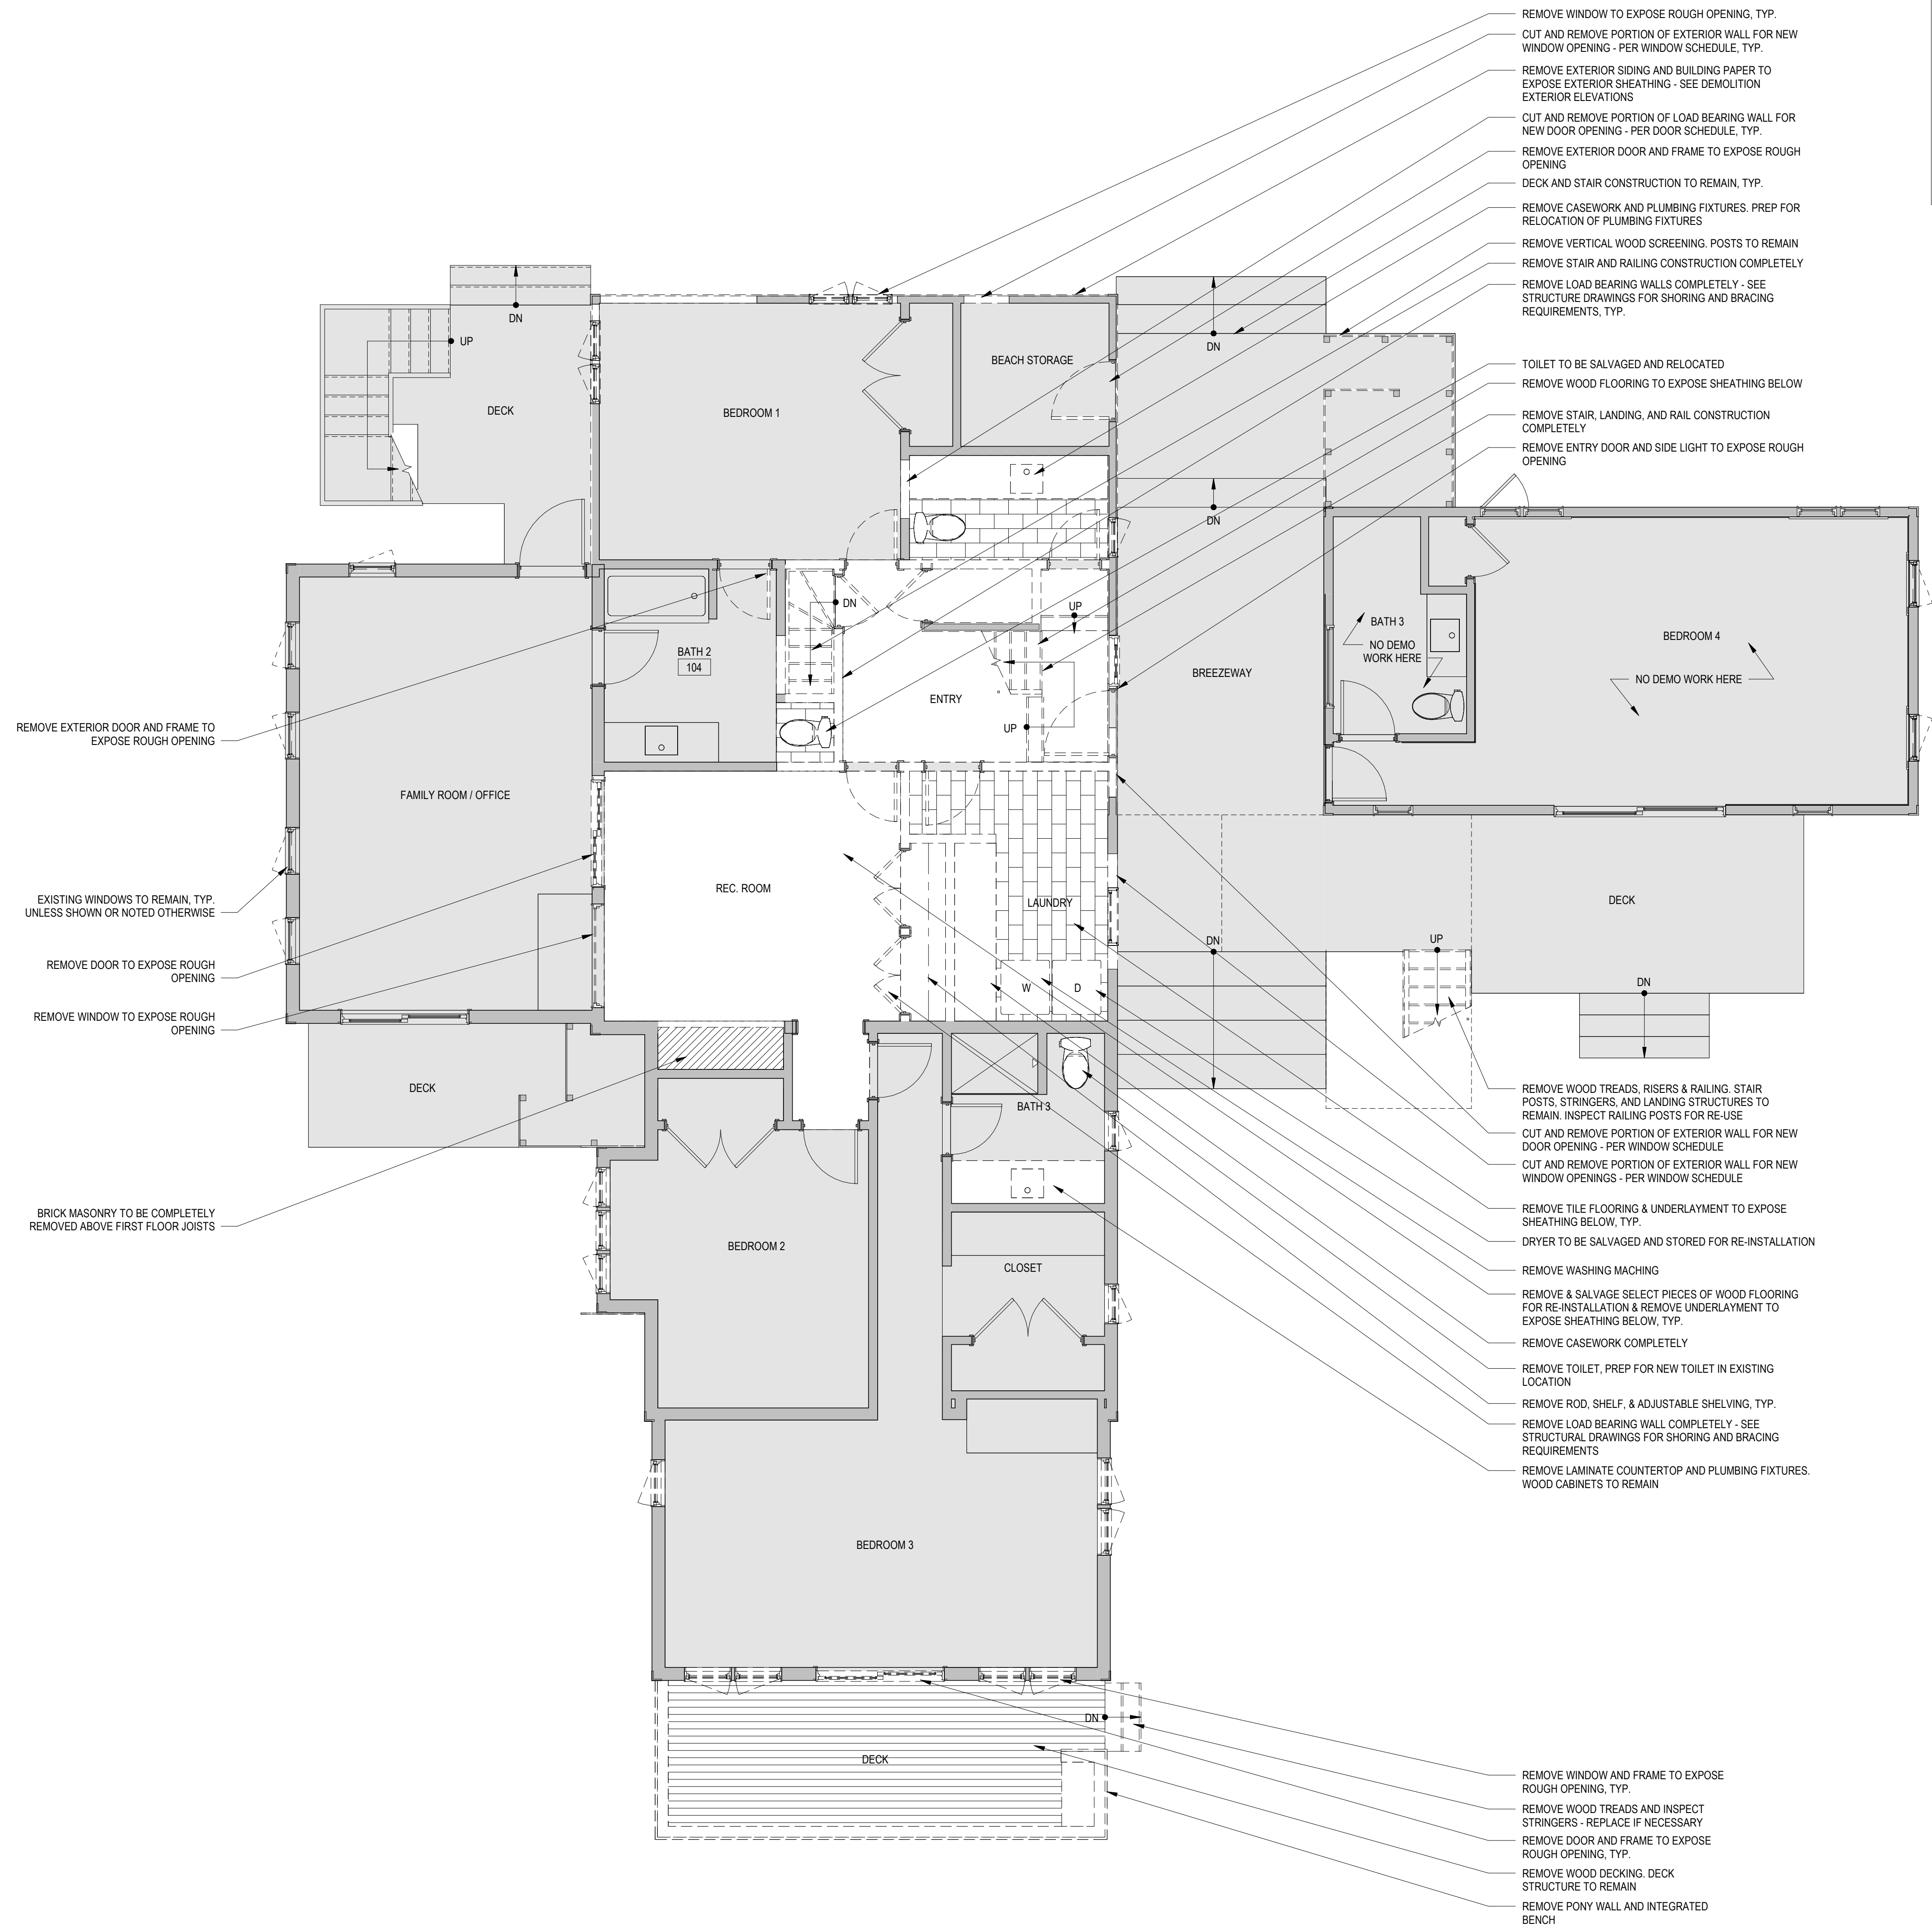 REMOVE WINDOW TO EXPOSE ROUGH OPENING, TYP.
CUT AND REMOVE PORTION OF EXTERIOR WALL FOR NEW
WINDOW OPENING - PER WINDOW SCHEDULE, TYP.
REMOVE EXTERIOR SIDING AND BUILDING PAPER TO
EXPOSE EXTERIOR SHEATHING - SEE DEMOLITION
EXTERIOR ELEVATIONS
CUT AND REMOVE PORTION OF LOAD BEARING WALL FOR
NEW DOOR OPENING - PER DOOR SCHEDULE, TYP.
REMOVE EXTERIOR DOOR AND FRAME TO EXPOSE ROUGH
OPENING
DECK AND STAIR CONSTRUCTION TO REMAIN, TYP.
REMOVE CASEWORK AND PLUMBING FIXTURES. PREP FOR
RELOCATION OF PLUMBING FIXTURES
REMOVE VERTICAL WOOD SCREENING. POSTS TO REMAIN
REMOVE STAIR AND RAILING CONSTRUCTION COMPLETELY
REMOVE LOAD BEARING WALLS COMPLETELY - SEE
STRUCTURE DRAWINGS FOR SHORING AND BRACING
REQUIREMENTS, TYP.
TOILET TO BE SALVAGED AND RELOCATED
REMOVE WOOD FLOORING TO EXPOSE SHEATHING BELOW
REMOVE STAIR, LANDING, AND RAIL CONSTRUCTION
COMPLETELY
REMOVE ENTRY DOOR AND SIDE LIGHT TO EXPOSE ROUGH
OPENING
DN
UP
DECK
BEDROOM 1
BEACH STORAGE
DN
DN
DN
UP
BATH 2
104
ENTRY
UP
BREEZEWAY
BATH 3
NO DEMO
WORK HERE
BEDROOM 4
NO DEMO WORK HERE
REMOVE EXTERIOR DOOR AND FRAME TO
EXPOSE ROUGH OPENING
FAMILY ROOM / OFFICE
REC. ROOM
LAUNDRY
W
D
DN
UP
DECK
DN
EXISTING WINDOWS TO REMAIN, TYP.
UNLESS SHOWN OR NOTED OTHERWISE
REMOVE DOOR TO EXPOSE ROUGH
OPENING
REMOVE WINDOW TO EXPOSE ROUGH
OPENING
DECK
BATH 3
BRICK MASONRY TO BE COMPLETELY
REMOVED ABOVE FIRST FLOOR JOISTS
BEDROOM 2
CLOSET
BEDROOM 3
DN
DECK
REMOVE WOOD TREADS, RISERS & RAILING. STAIR
POSTS, STRINGERS, AND LANDING STRUCTURES TO
REMAIN. INSPECT RAILING POSTS FOR RE-USE
CUT AND REMOVE PORTION OF EXTERIOR WALL FOR NEW
DOOR OPENING - PER WINDOW SCHEDULE
CUT AND REMOVE PORTION OF EXTERIOR WALL FOR NEW
WINDOW OPENINGS - PER WINDOW SCHEDULE
REMOVE TILE FLOORING & UNDERLAYMENT TO EXPOSE
SHEATHING BELOW, TYP.
DRYER TO BE SALVAGED AND STORED FOR RE-INSTALLATION
REMOVE WASHING MACHING
REMOVE & SALVAGE SELECT PIECES OF WOOD FLOORING
FOR RE-INSTALLATION & REMOVE UNDERLAYMENT TO
EXPOSE SHEATHING BELOW, TYP.
REMOVE CASEWORK COMPLETELY
REMOVE TOILET, PREP FOR NEW TOILET IN EXISTING
LOCATION
REMOVE ROD, SHELF, & ADJUSTABLE SHELVING, TYP.
REMOVE LOAD BEARING WALL COMPLETELY - SEE
STRUCTURAL DRAWINGS FOR SHORING AND BRACING
REQUIREMENTS
REMOVE LAMINATE COUNTERTOP AND PLUMBING FIXTURES.
WOOD CABINETS TO REMAIN
REMOVE WINDOW AND FRAME TO EXPOSE
ROUGH OPENING, TYP.
REMOVE WOOD TREADS AND INSPECT
STRINGERS - REPLACE IF NECESSARY
REMOVE DOOR AND FRAME TO EXPOSE
ROUGH OPENING, TYP.
REMOVE WOOD DECKING. DECK
STRUCTURE TO REMAIN
REMOVE PONY WALL AND INTEGRATED
BENCH